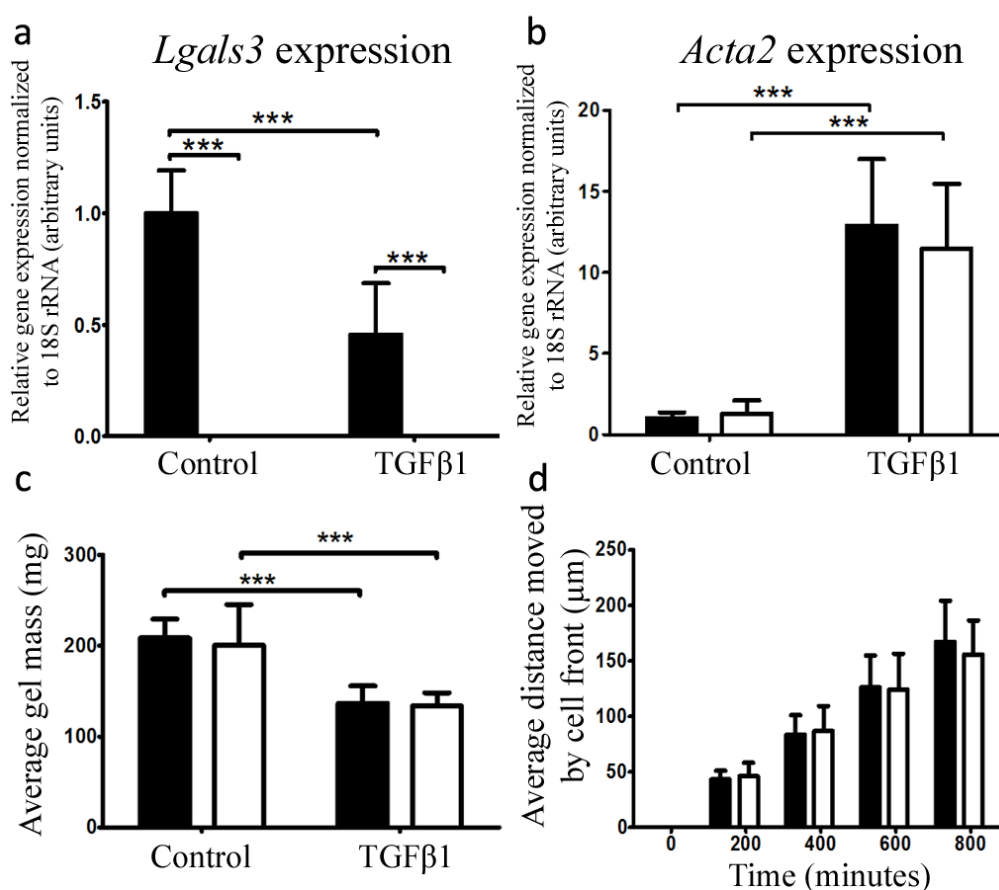 a
Lgals3 expression
Relative gene expression normalized
to 18S rRNA (arbitrary units)
1.5
1.0
0.5
0.0
***
***
***
Control
TGFβ1
b
Acta2 expression
Relative gene expression normalized
to 18S rRNA (arbitrary units)
20
15
10
5
0
***
***
Control
TGFβ1
c
Average gel mass (mg)
300
200
100
0
***
***
Control
TGFβ1
d
Average distance moved
by cell front (μm)
250
200
150
100
50
0
0
200
400
600
800
Time (minutes)